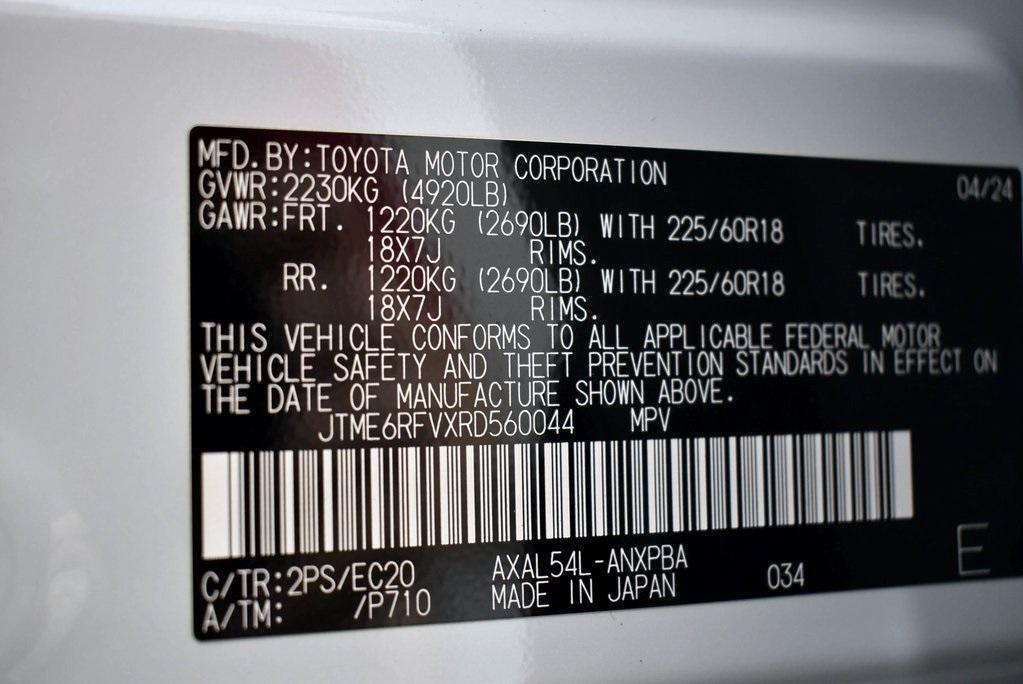 MFD.BY:TOYOTA MOTOR CORPORATION 04/24
GVWR:2230KG (4920LB)
GAWR:FRT. 1220KG (2690LB) WITH 225/60R18 TIRES.
18X7J RIMS.
RR. 1220KG (2690LB) WITH 225/60R18 TIRES.
18X7J RIMS.
THIS VEHICLE CONFORMS TO ALL APPLICABLE FEDERAL MOTOR
VEHICLE SAFETY AND THEFT PREVENTION STANDARDS IN EFFECT ON
THE DATE OF MANUFACTURE SHOWN ABOVE.
JTME6RFVXRD560044 MPV
C/TR:2PS/EC20 AXAL54L-ANXPBA 034 E
A/TM: /P710 MADE IN JAPAN